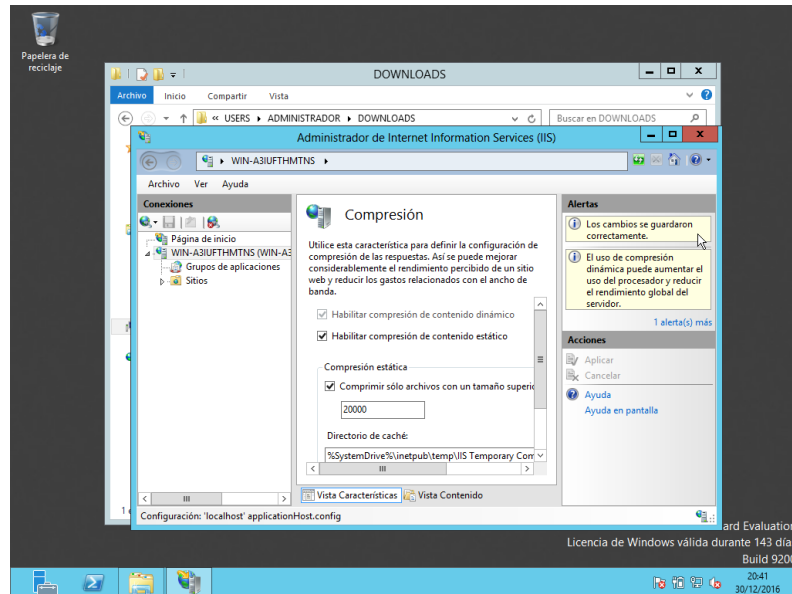 Papelera de
reciclaje
DOWNLOADS
Archivo Inicio Compartir Vista
« USERS ▸ ADMINISTRADOR ▸ DOWNLOADS
Buscar en DOWNLOADS
Administrador de Internet Information Services (IIS)
WIN-A3IUFTHMTNS
Archivo Ver Ayuda
Conexiones
Página de inicio
WIN-A3IUFTHMTNS (WIN-A3
Grupos de aplicaciones
Sitios
Compresión
Utilice esta característica para definir la configuración de
compresión de las respuestas. Así se puede mejorar
considerablemente el rendimiento percibido de un sitio
web y reducir los gastos relacionados con el ancho de
banda.
Habilitar compresión de contenido dinámico
Habilitar compresión de contenido estático
Compresión estática
Comprimir sólo archivos con un tamaño superio
20000
Directorio de caché:
%SystemDrive%\inetpub\temp\IIS Temporary Com
Vista Características Vista Contenido
Alertas
Los cambios se guardaron
correctamente.
El uso de compresión
dinámica puede aumentar el
uso del procesador y reducir
el rendimiento global del
servidor.
1 alerta(s) más
Acciones
Aplicar
Cancelar
Ayuda
Ayuda en pantalla
Configuración: 'localhost' applicationHost.config
ard Evaluation
Licencia de Windows válida durante 143 día
Build 9200
20:41
30/12/2016